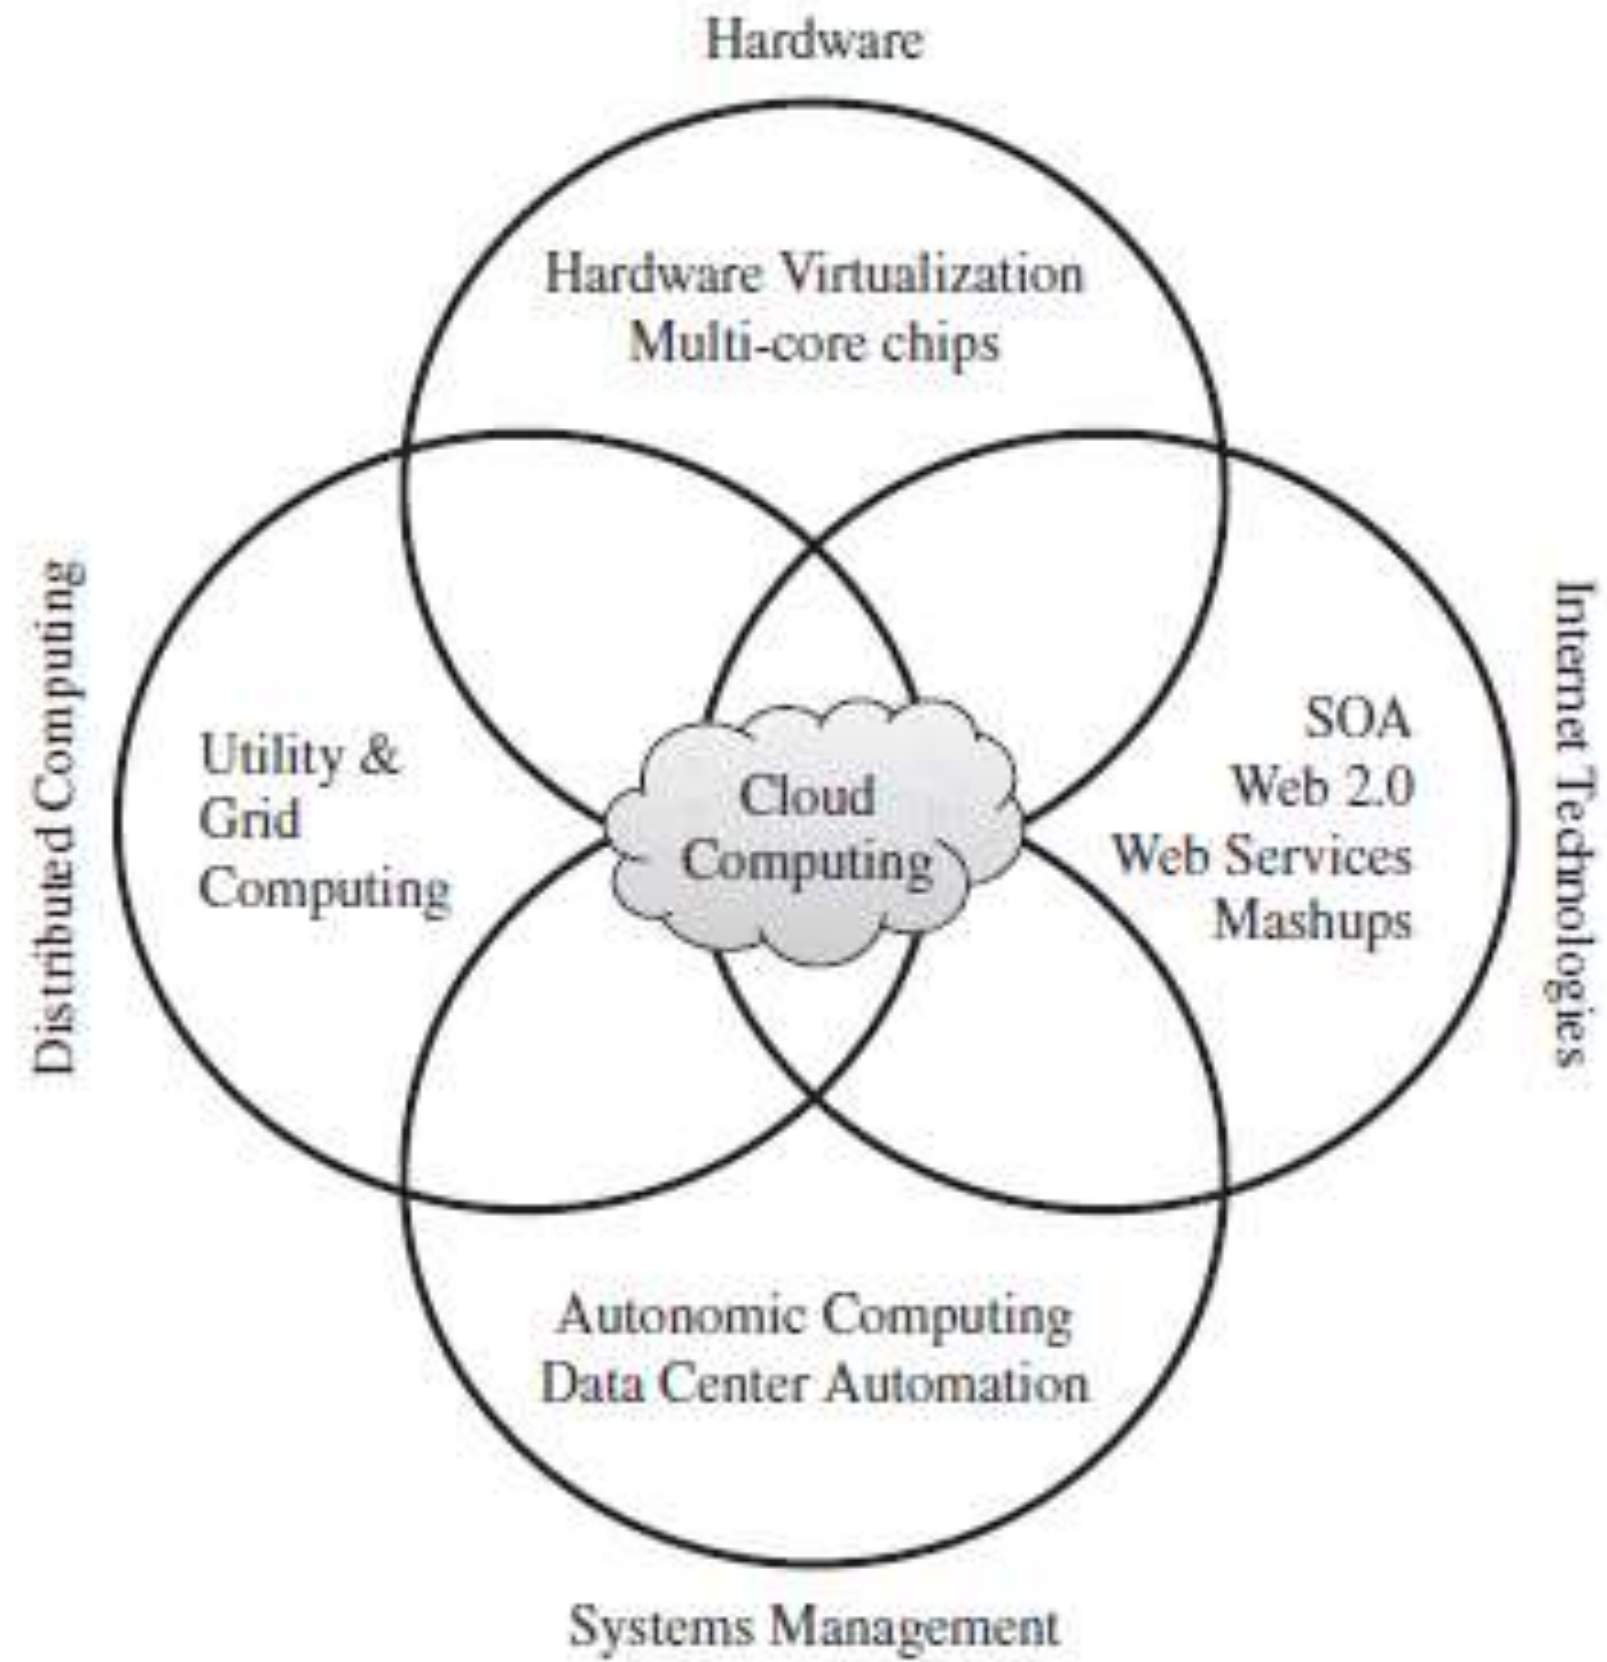 Hardware
Hardware Virtualization
Multi-core chips
Distributed Computing
Utility &
Grid
Computing
Cloud
Computing
SOA
Web 2.0
Web Services
Mashups
Internet Technologies
Autonomic Computing
Data Center Automation
Systems Management